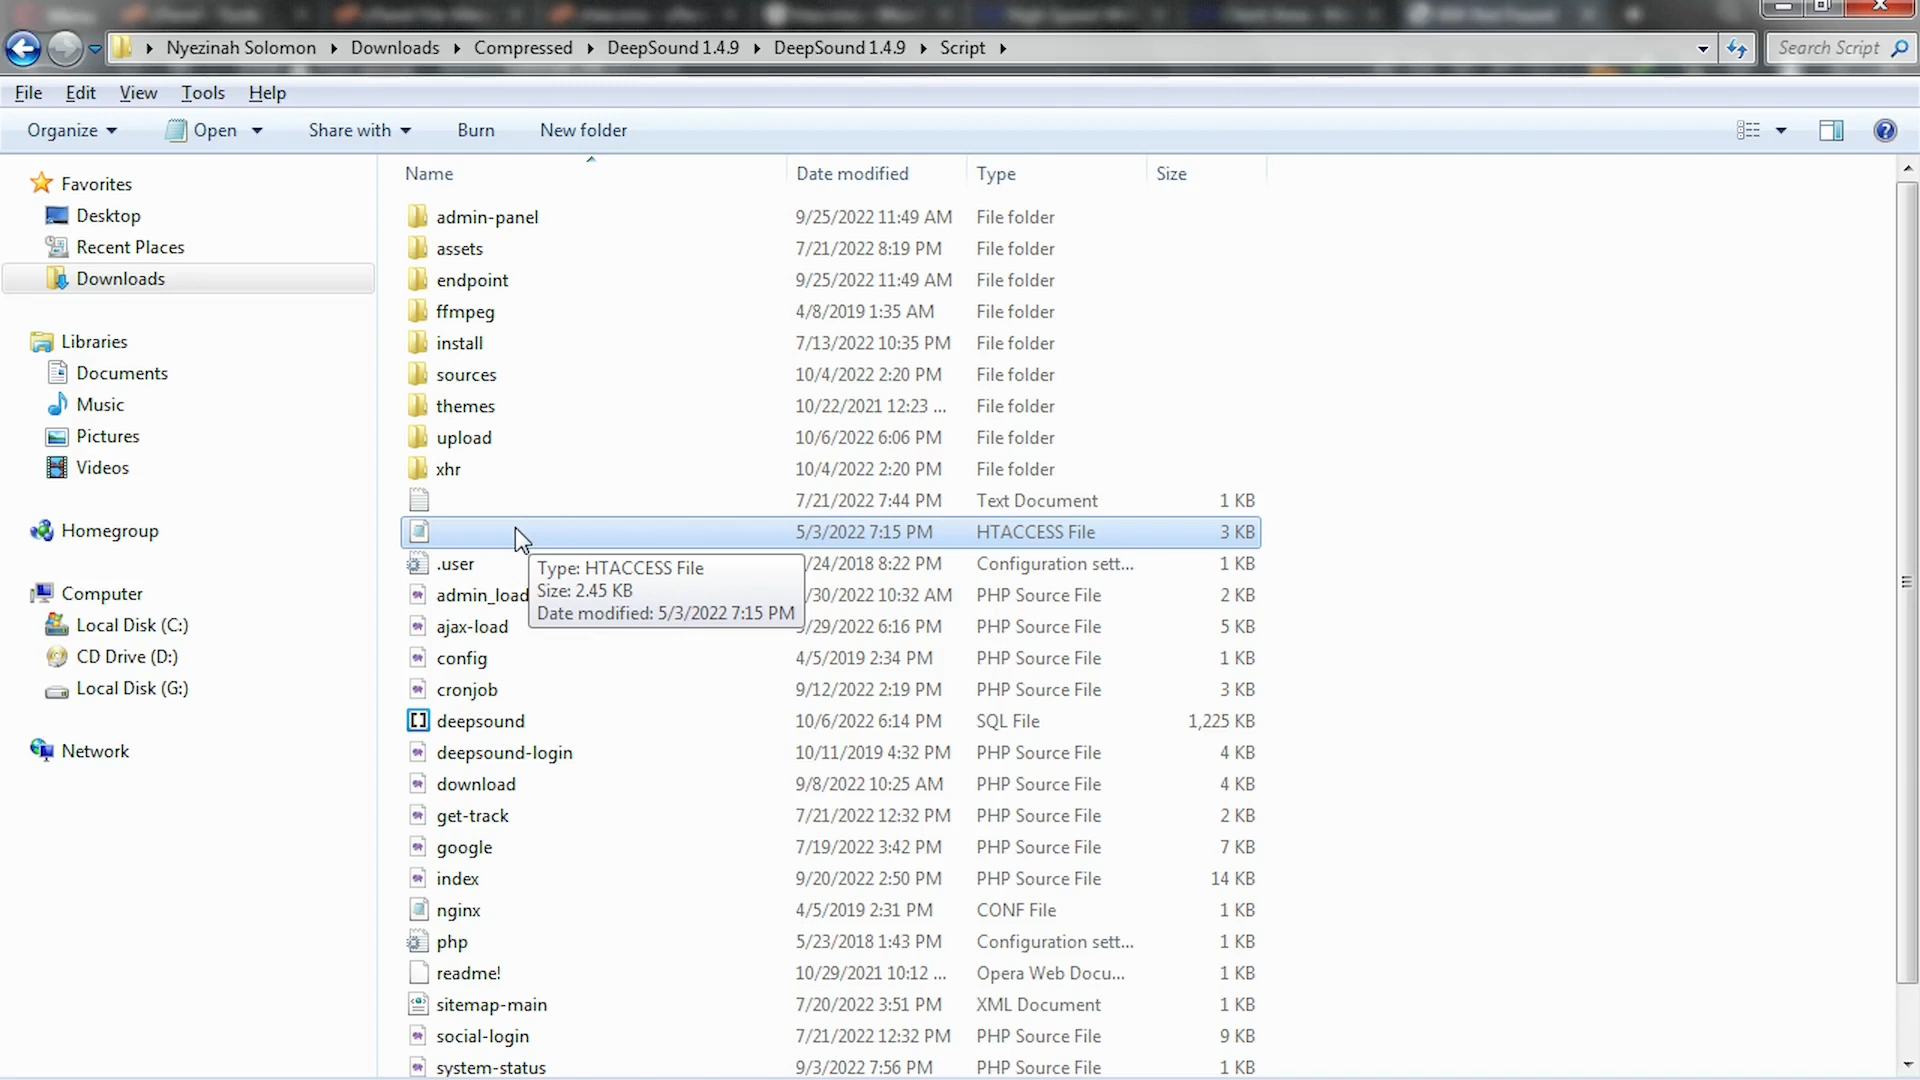 Nyezinah Solomon Downloads Compressed DeepSound 1.4.9 DeepSound 1.4.9 Script Search Script
File Edit View Tools Help
Organize Open Share with Burn New folder
Name Date modified Type Size
Favorites
Desktop
Recent Places
Downloads
Libraries
Documents
Music
Pictures
Videos
Homegroup
Computer
Local Disk (C:)
CD Drive (D:)
Local Disk (G:)
Network
admin-panel 9/25/2022 11:49 AM File folder
assets 7/21/2022 8:19 PM File folder
endpoint 9/25/2022 11:49 AM File folder
ffmpeg 4/8/2019 1:35 AM File folder
install 7/13/2022 10:35 PM File folder
sources 10/4/2022 2:20 PM File folder
themes 10/22/2021 12:23 ... File folder
upload 10/6/2022 6:06 PM File folder
xhr 10/4/2022 2:20 PM File folder
7/21/2022 7:44 PM Text Document 1 KB
5/3/2022 7:15 PM HTACCESS File 3 KB
.user /24/2018 8:22 PM Configuration sett... 1 KB
admin_load /30/2022 10:32 AM PHP Source File 2 KB
ajax-load /29/2022 6:16 PM PHP Source File 5 KB
Type: HTACCESS File
Size: 2.45 KB
Date modified: 5/3/2022 7:15 PM
config 4/5/2019 2:34 PM PHP Source File 1 KB
cronjob 9/12/2022 2:19 PM PHP Source File 3 KB
deepsound 10/6/2022 6:14 PM SQL File 1,225 KB
deepsound-login 10/11/2019 4:32 PM PHP Source File 4 KB
download 9/8/2022 10:25 AM PHP Source File 4 KB
get-track 7/21/2022 12:32 PM PHP Source File 2 KB
google 7/19/2022 3:42 PM PHP Source File 7 KB
index 9/20/2022 2:50 PM PHP Source File 14 KB
nginx 4/5/2019 2:31 PM CONF File 1 KB
php 5/23/2018 1:43 PM Configuration sett... 1 KB
readme! 10/29/2021 10:12 ... Opera Web Docu... 1 KB
sitemap-main 7/20/2022 3:51 PM XML Document 1 KB
social-login 7/21/2022 12:32 PM PHP Source File 9 KB
system-status 9/3/2022 7:56 PM PHP Source File 1 KB